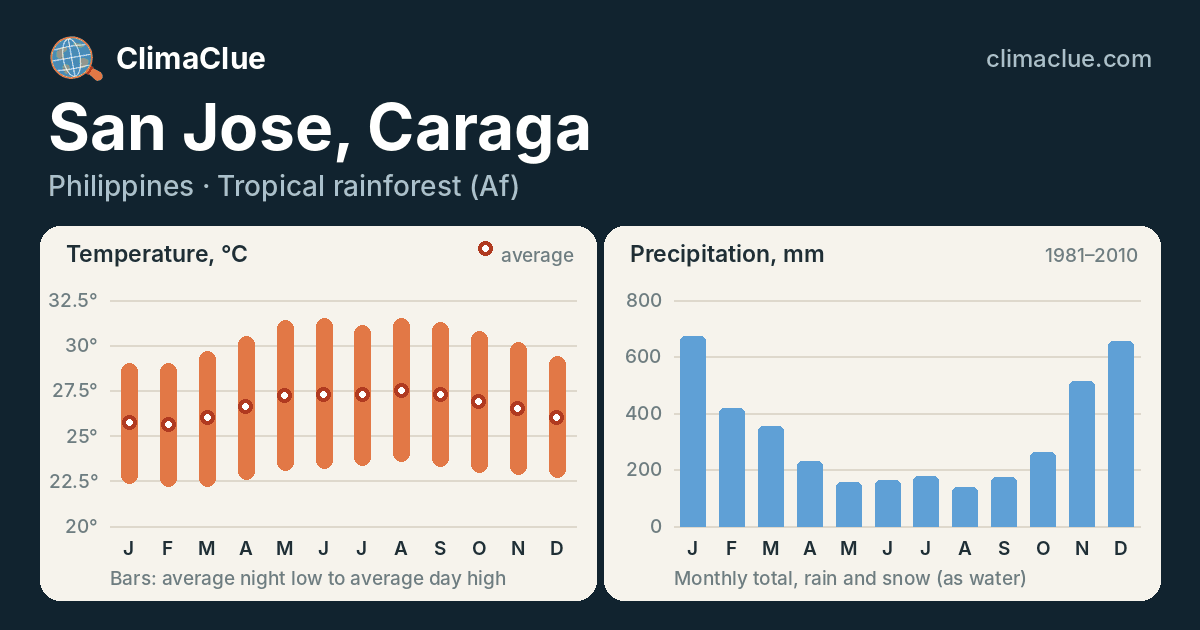 ClimaClue
climaclue.com
San Jose, Caraga
Philippines · Tropical rainforest (Af)
Temperature, °C
average
32.5°
30°
27.5°
25°
22.5°
20°
J F M A M J J A S O N D
Bars: average night low to average day high
Precipitation, mm
1981–2010
800
600
400
200
0
J F M A M J J A S O N D
Monthly total, rain and snow (as water)